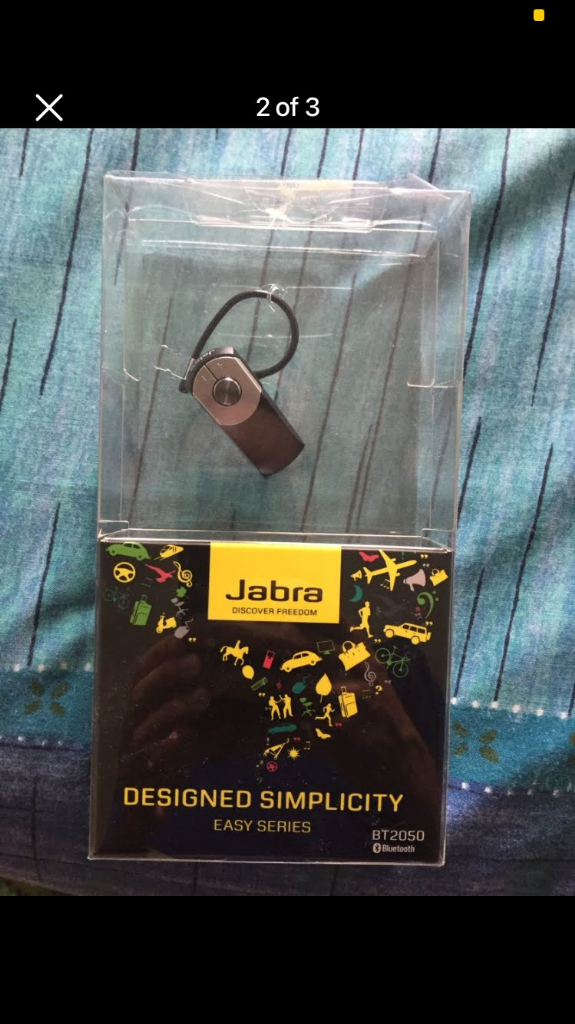 2 of 3
Jabra
DISCOVER FREEDOM
DESIGNED SIMPLICITY
EASY SERIES
BT2050
Bluetooth